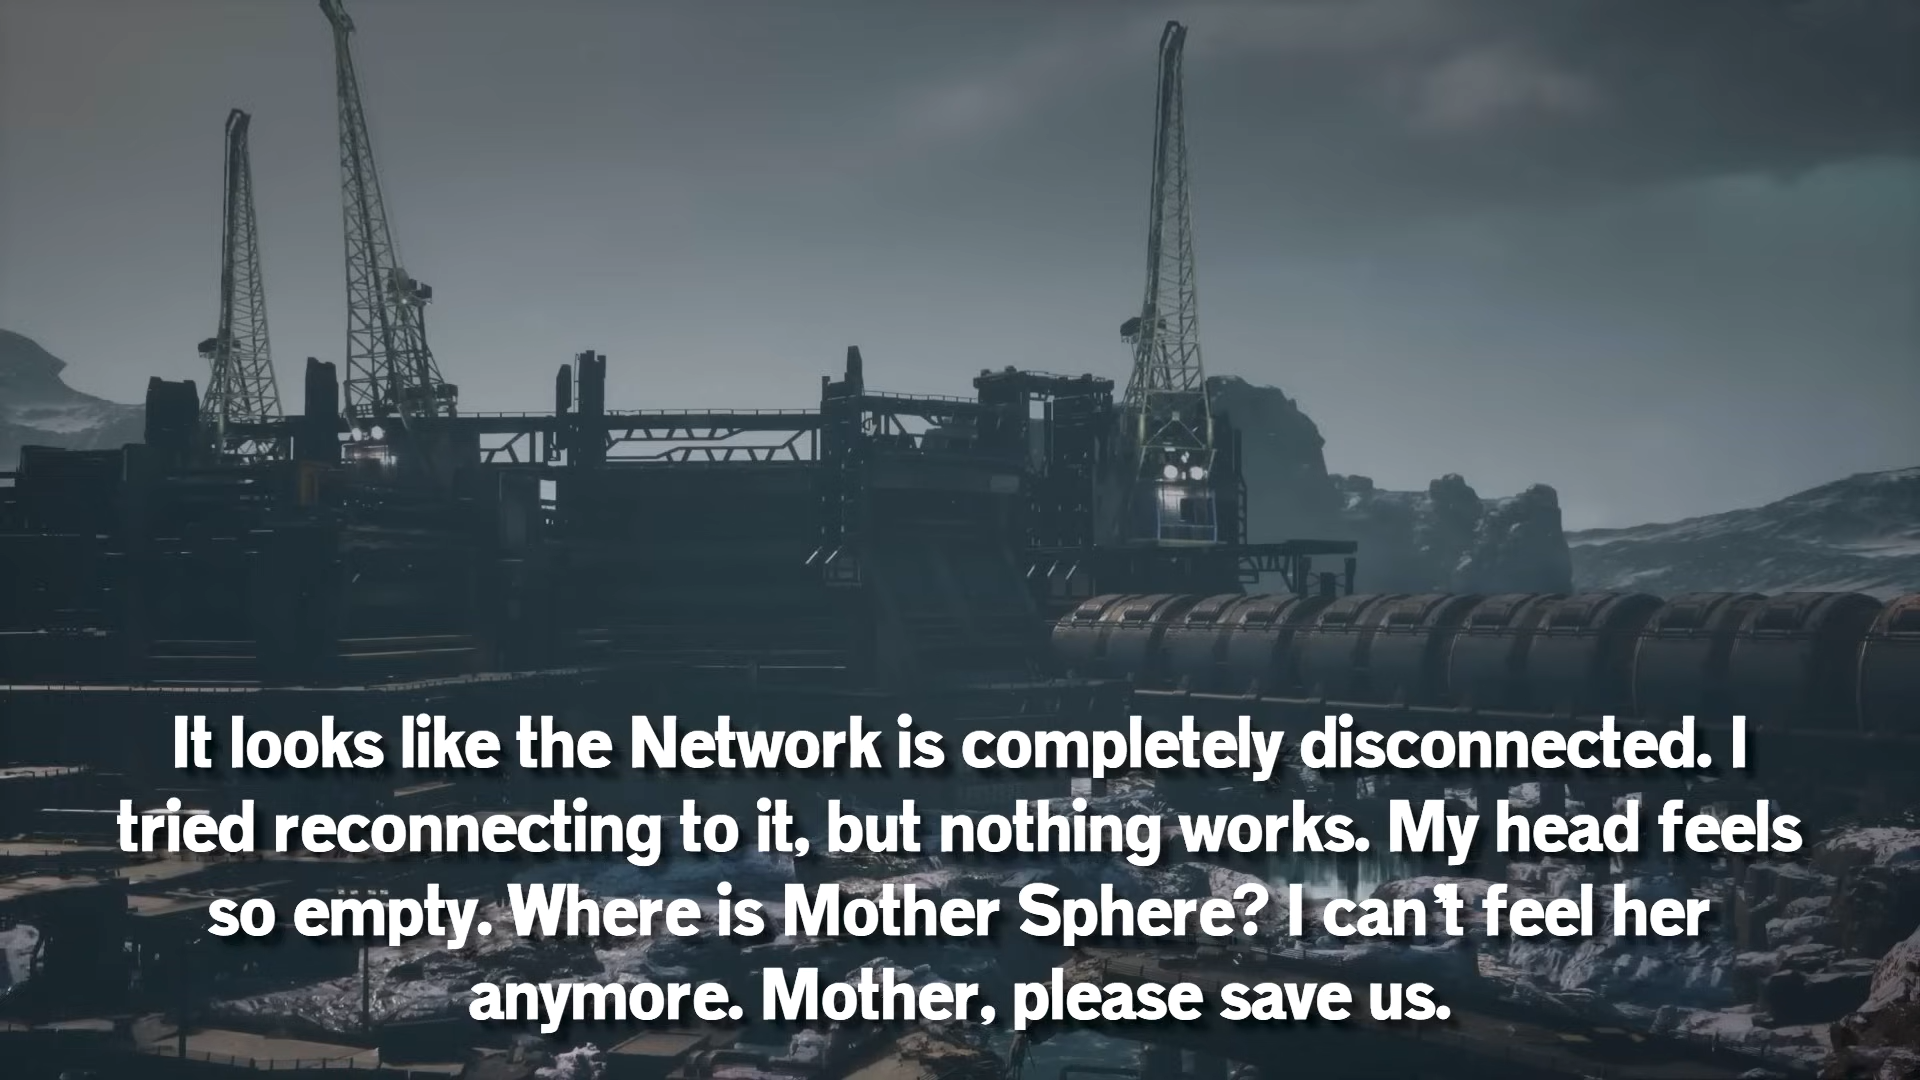 It looks like the Network is completely disconnected. I
tried reconnecting to it, but nothing works. My head feels
so empty. Where is Mother Sphere? I can't feel her
anymore. Mother, please save us.